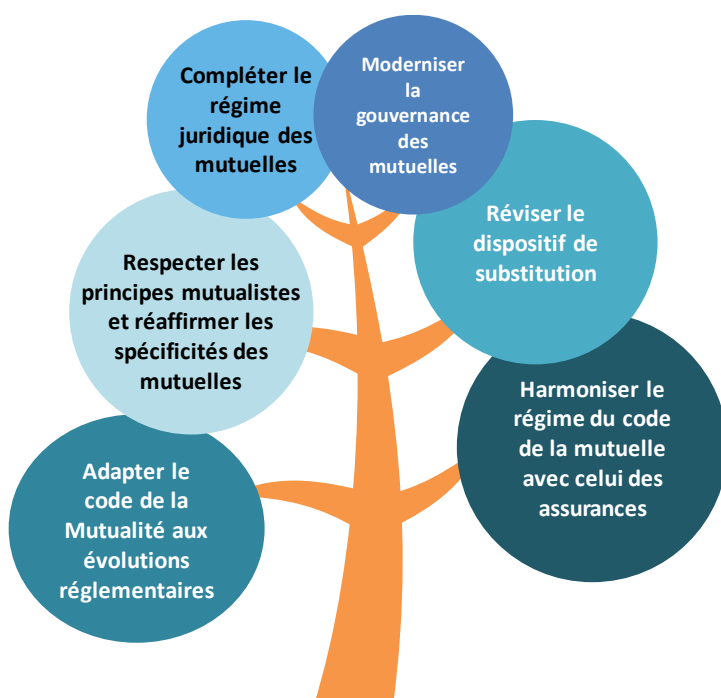 Compléter le
régime
juridique des
mutuelles
Moderniser
la
gouvernance
des
mutuelles
Respecter les
principes mutualistes
et réaffirmer les
spécificités des
mutuelles
Réviser le
dispositif de
substitution
Adapter le
code de la
Mutualité aux
évolutions
réglementaires
Harmoniser le
régime du code
de la mutuelle
avec celui des
assurances